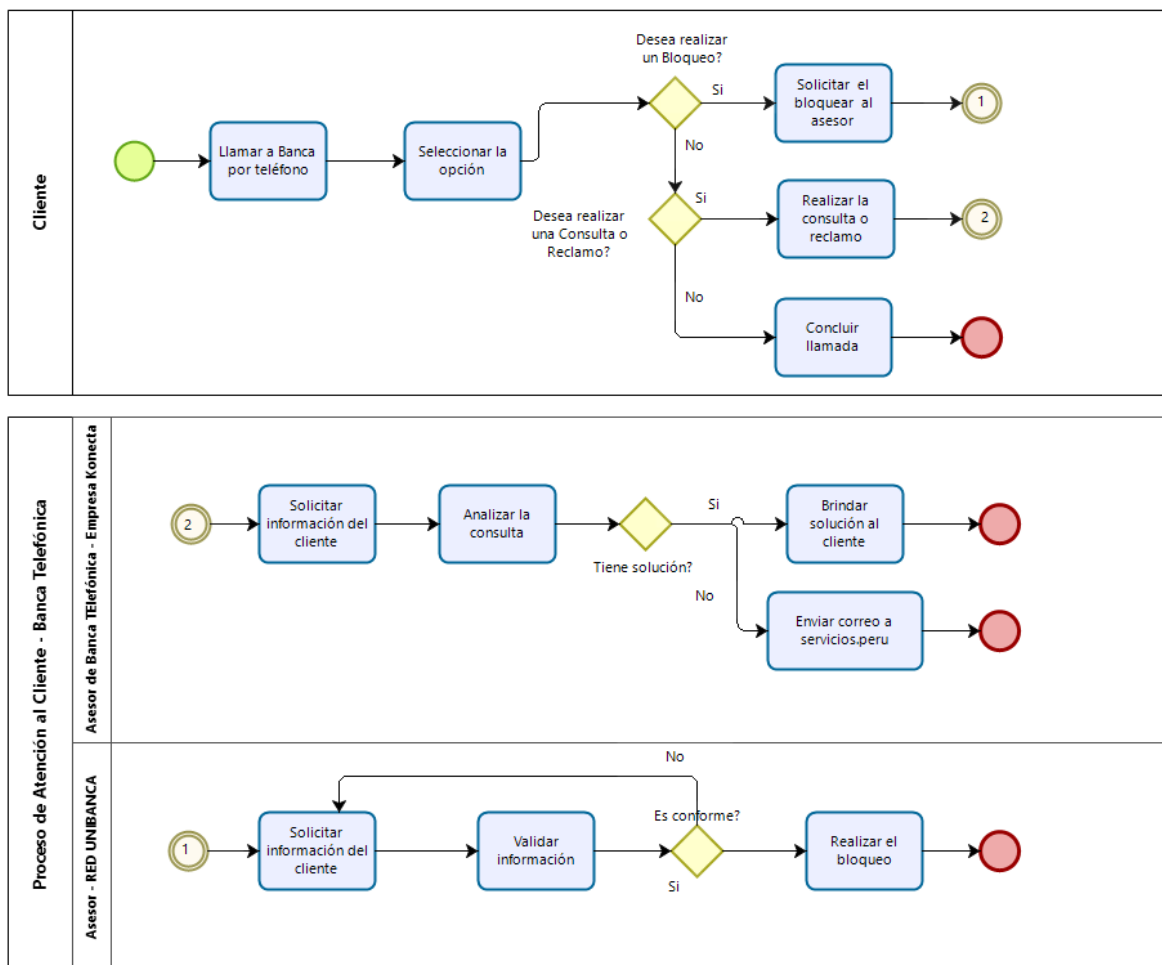 Cliente
Desea realizar
un Bloqueo?
Llamar a Banca
por teléfono
Seleccionar la
opción
Si
Solicitar el
bloquear al
asesor
1
No
Desea realizar
una Consulta o
Reclamo?
Si
Realizar la
consulta o
reclamo
2
No
Concluir
llamada
Proceso de Atención al Cliente - Banca Telefónica
Asesor de Banca TElefónica - Empresa Konecta
2
Solicitar
información del
cliente
Analizar la
consulta
Tiene solución?
Si
Brindar
solución al
cliente
No
Enviar correo a
servicios.peru
Asesor - RED UNIBANCA
1
Solicitar
información del
cliente
Validar
información
No
Es conforme?
Si
Realizar el
bloqueo